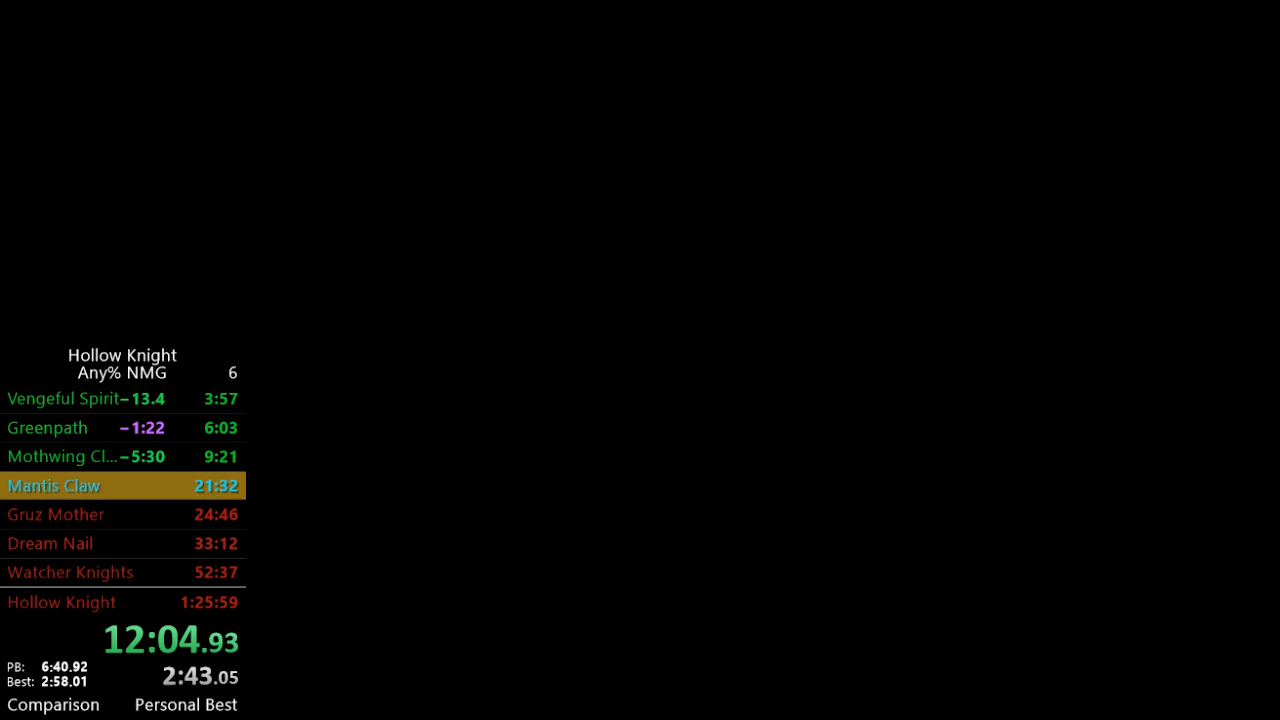 Hollow Knight
Any% NMG 6
Vengeful Spirit −13.4 3:57
Greenpath −1:22 6:03
Mothwing Cl... −5:30 9:21
Mantis Claw 21:32
Gruz Mother 24:46
Dream Nail 33:12
Watcher Knights 52:37
Hollow Knight 1:25:59
12:04.93
PB: 6:40.92
Best: 2:58.01
2:43.05
Comparison Personal Best